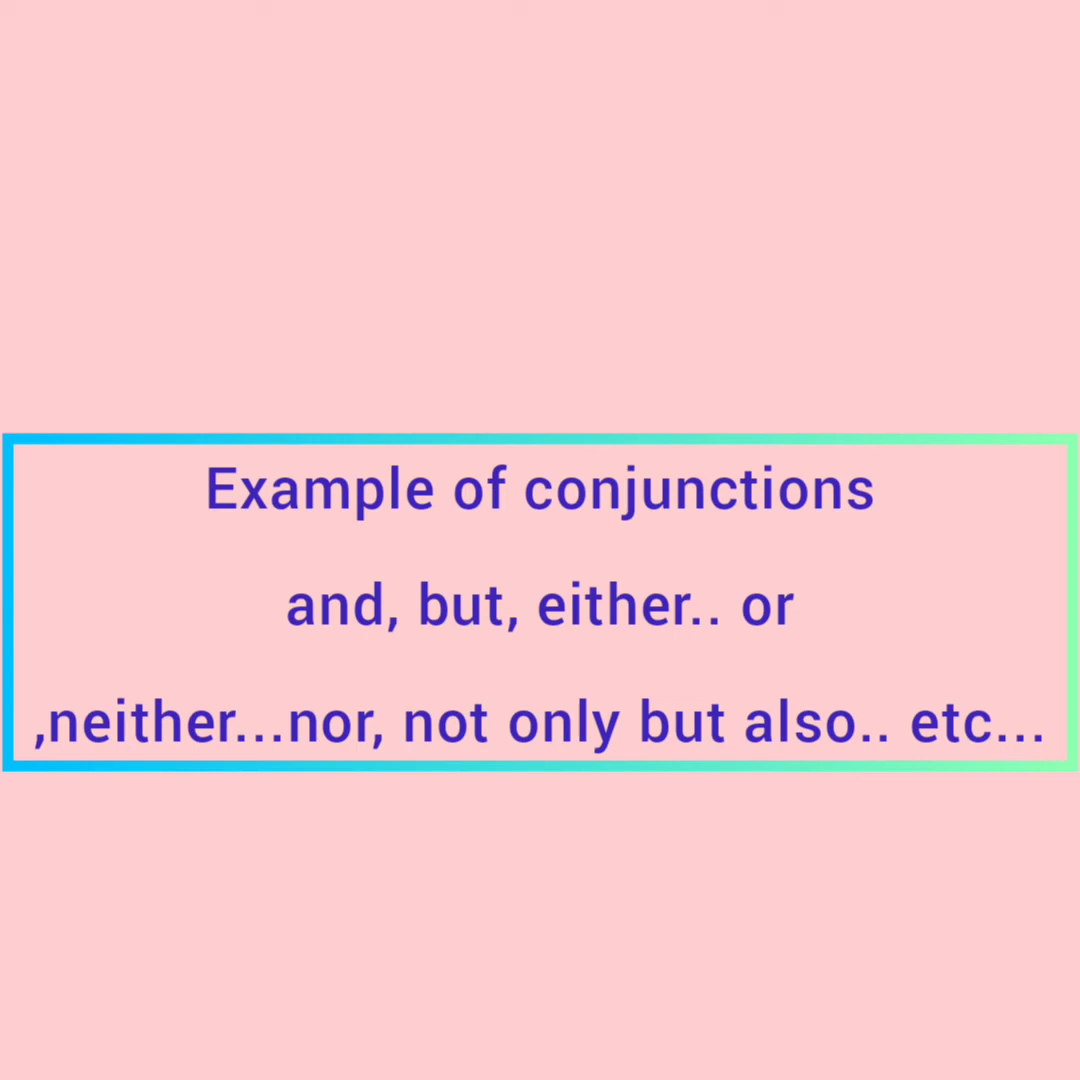 Example of conjunctions
and, but, either.. or
,neither...nor, not only but also.. etc...